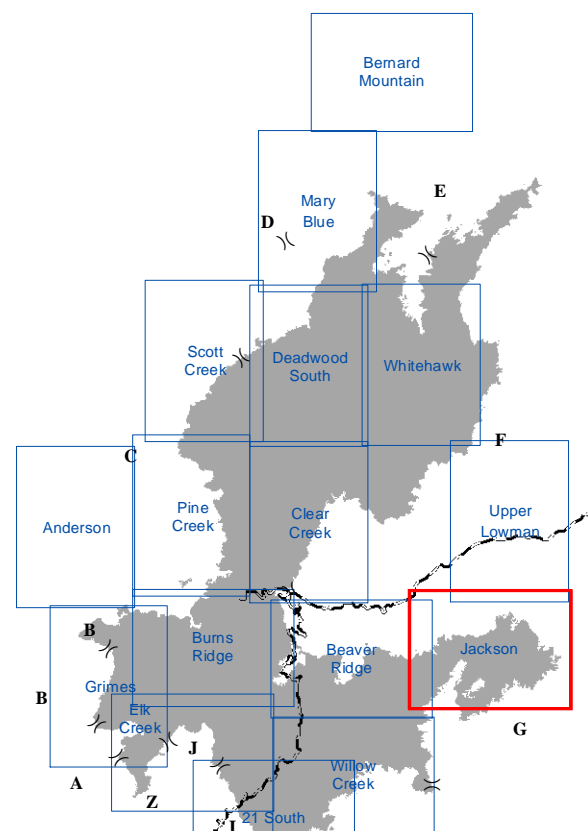 Bernard
Mountain
E
Mary
Blue
D
Scott
Creek
Deadwood
South
Whitehawk
F
C
Pine
Creek
Clear
Creek
Upper
Lowman
Anderson
B
Burns
Ridge
Beaver
Ridge
Jackson
B
Grimes
Elk
Creek
G
J
A
Z
Willow
Creek
21 South
I